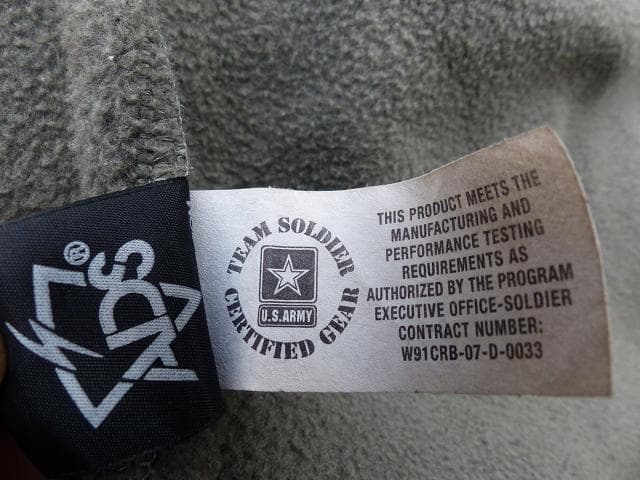 SDK
®
TEAM SOLDIER
CERTIFIED GEAR
U.S.ARMY
THIS PRODUCT MEETS THE
MANUFACTURING AND
PERFORMANCE TESTING
REQUIREMENTS AS
AUTHORIZED BY THE PROGRAM
EXECUTIVE OFFICE-SOLDIER
CONTRACT NUMBER:
W91CRB-07-D-0033